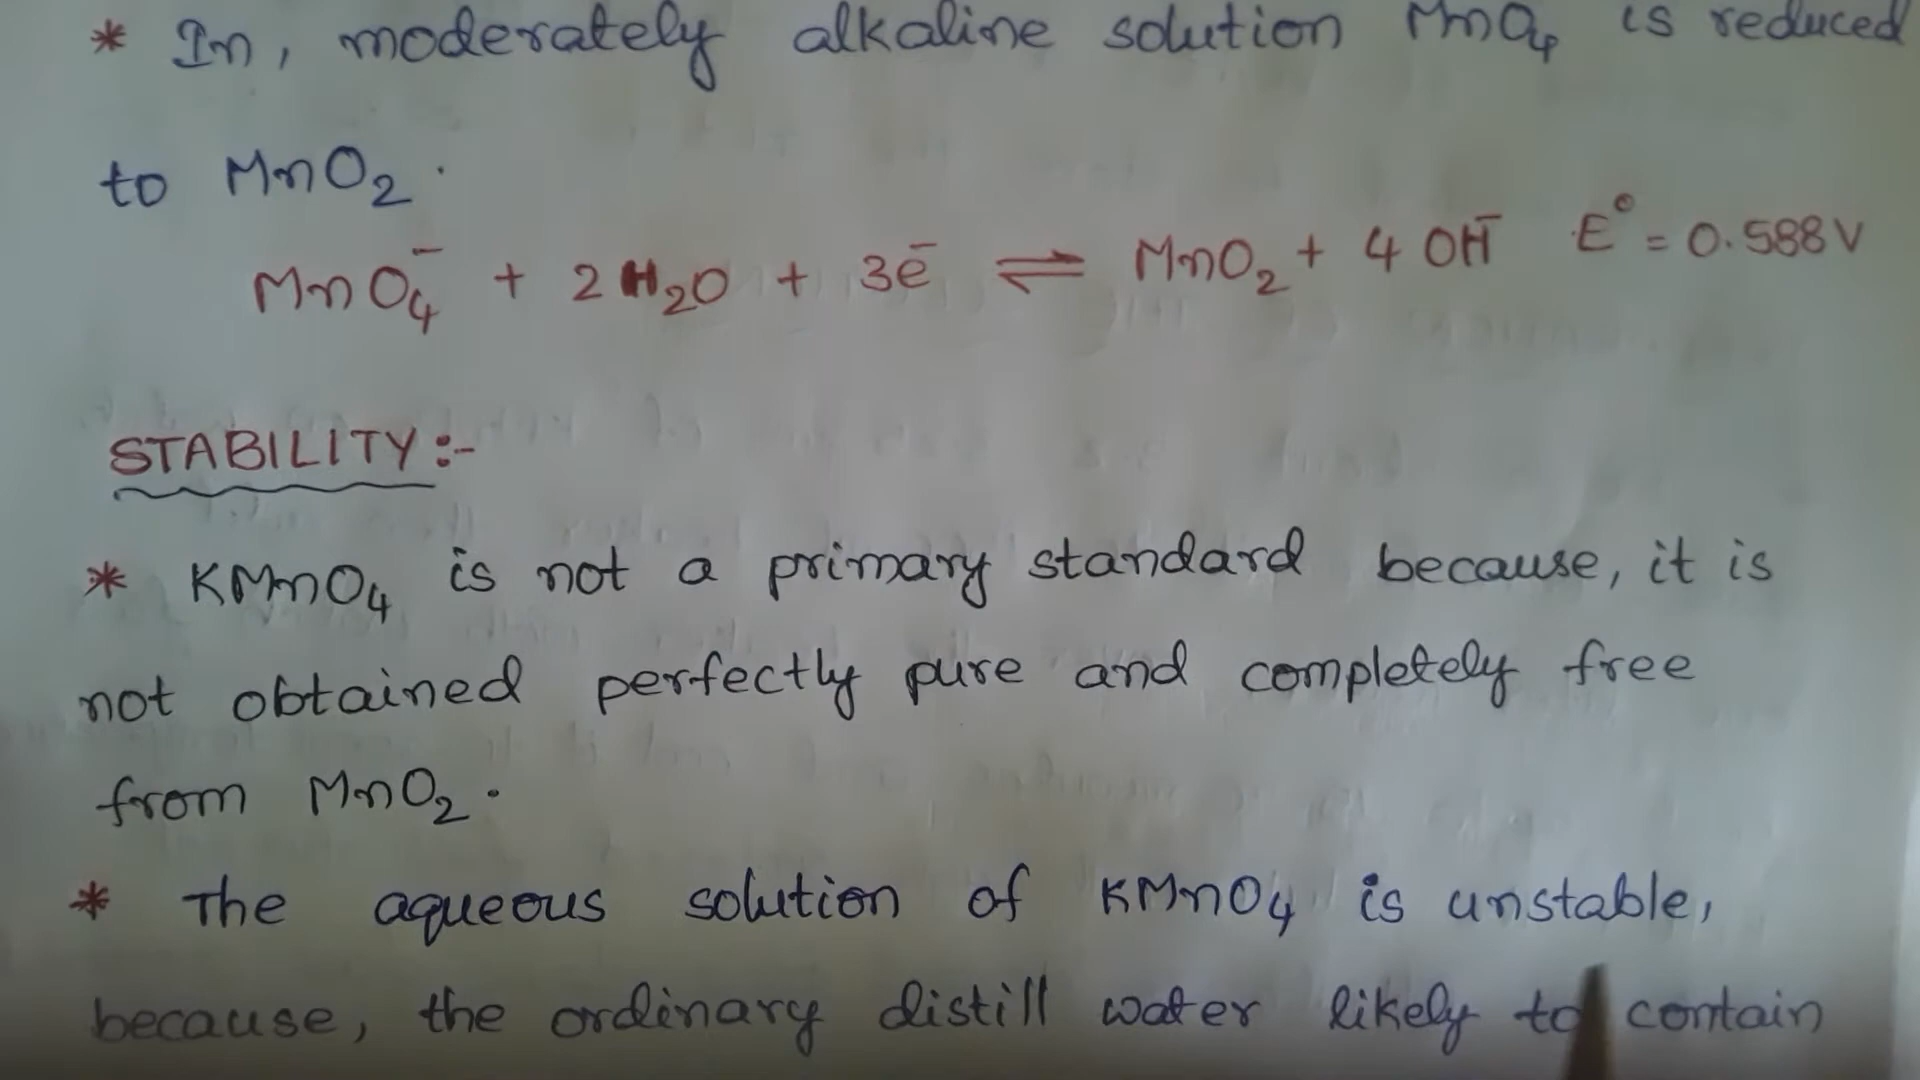 * In, moderately alkaline solution MnO₄ is reduced
to MnO₂.
MnO₄⁻ + 2H₂O + 3e⁻ ⇌ MnO₂ + 4OH⁻ E° = 0.588V
STABILITY :-
* KMnO₄ is not a primary standard because, it is
not obtained perfectly pure and completely free
from MnO₂.
* The aqueous solution of KMnO₄ is unstable,
because, the ordinary distill water likely to contain